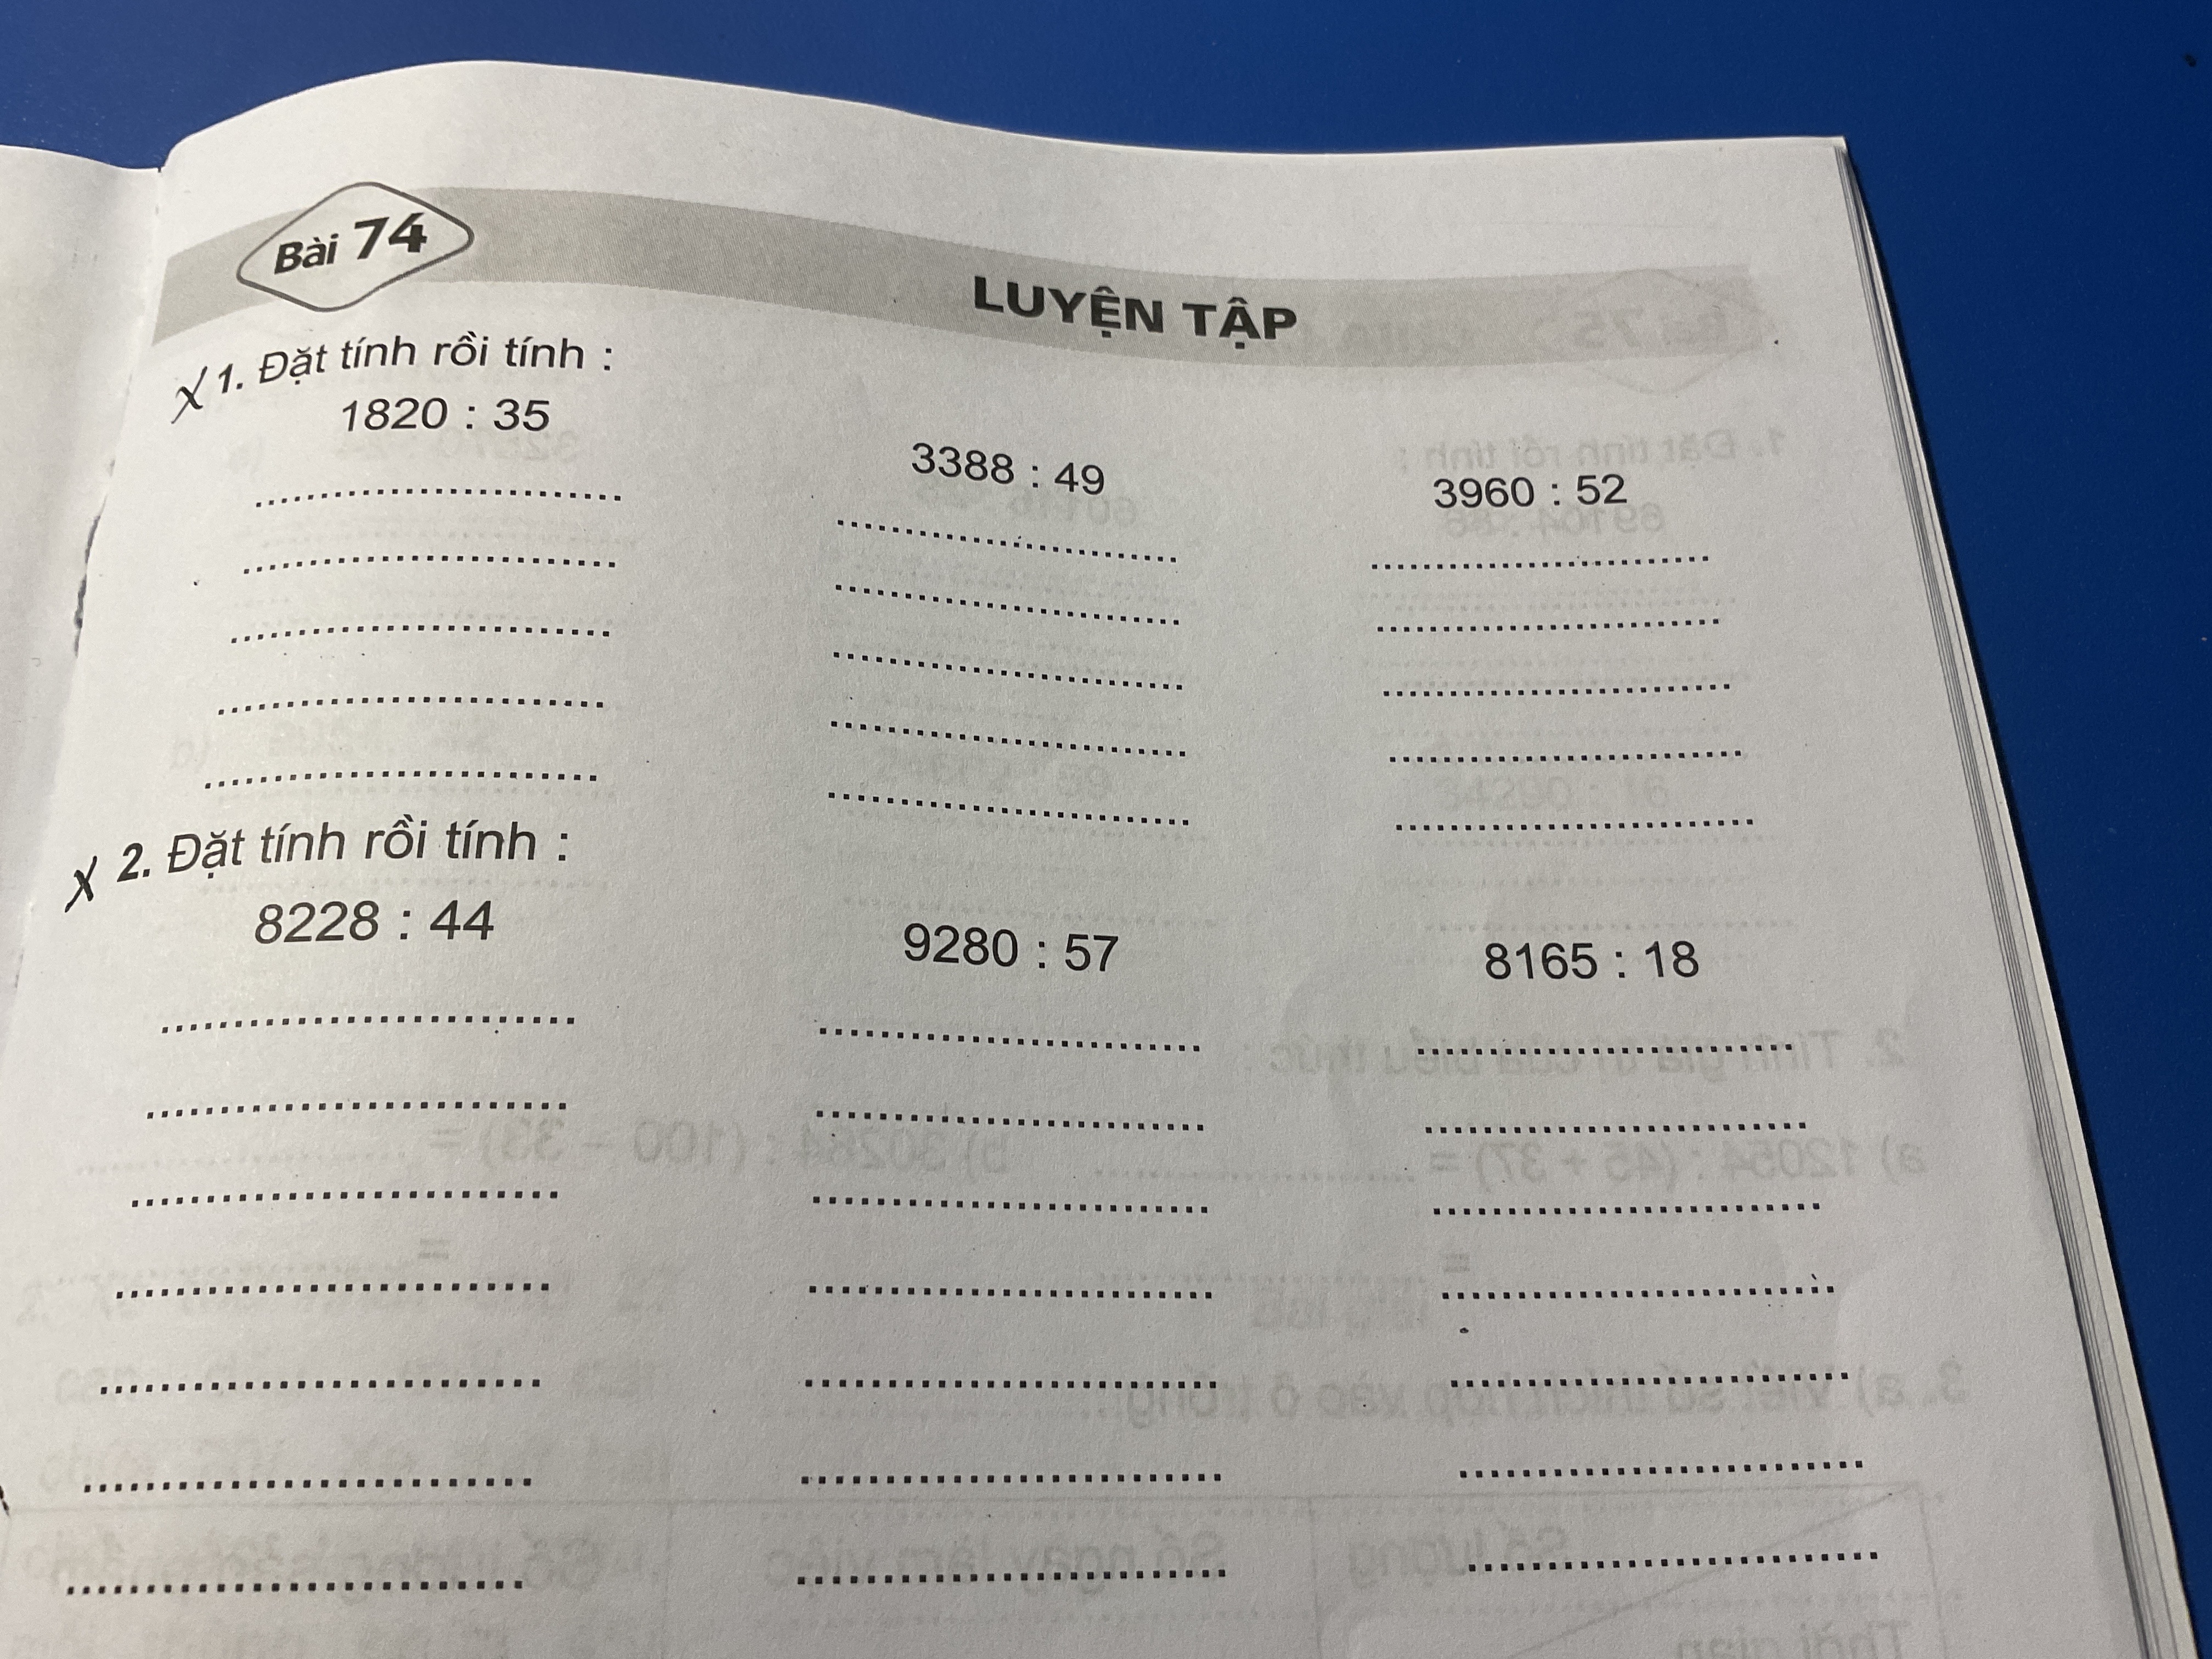 Bài 74
LUYỆN TẬP
1. Đặt tính rồi tính :
1820 : 35
3388 : 49
3960 : 52
2. Đặt tính rồi tính :
8228 : 44
9280 : 57
8165 : 18